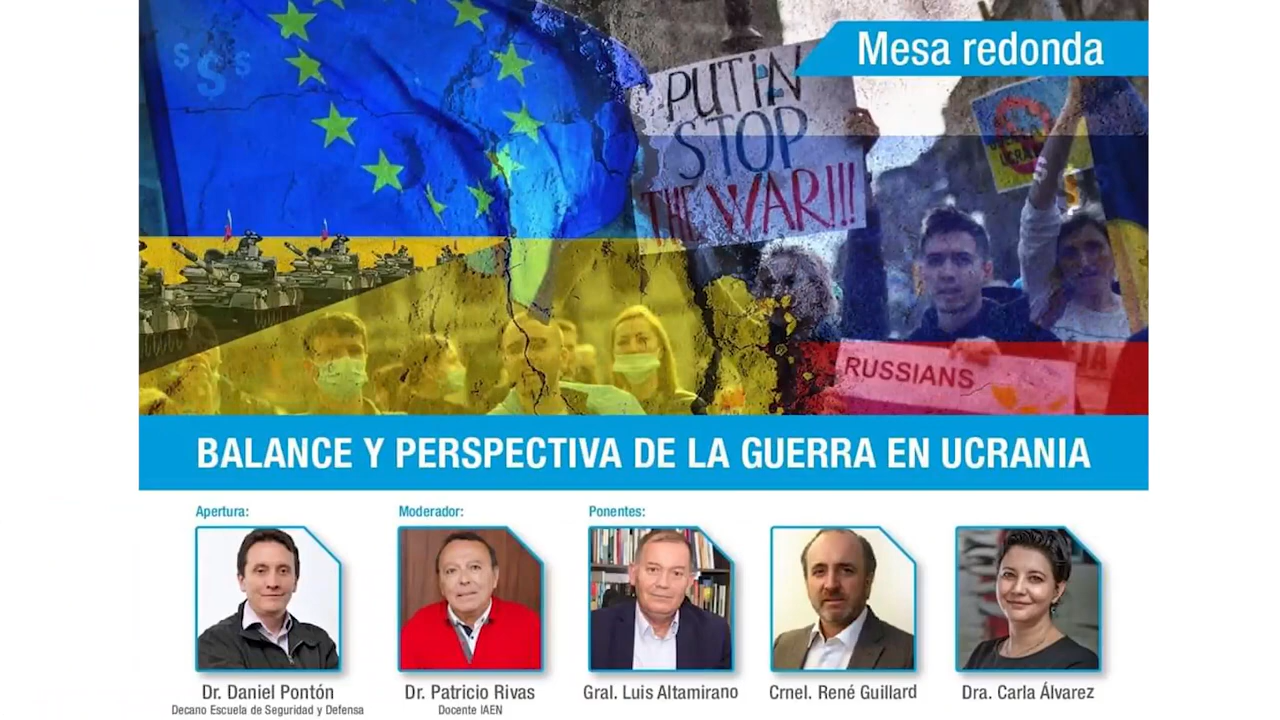 Mesa redonda
$ $ $
PUTIN
STOP
THE WAR!!!
UCRA
RUSSIANS
BALANCE Y PERSPECTIVA DE LA GUERRA EN UCRANIA
Apertura:
Moderador:
Ponentes:
Dr. Daniel Pontón
Decano Escuela de Seguridad y Defensa
Dr. Patricio Rivas
Docente IAEN
Gral. Luis Altamirano
Crnel. René Guillard
Dra. Carla Álvarez